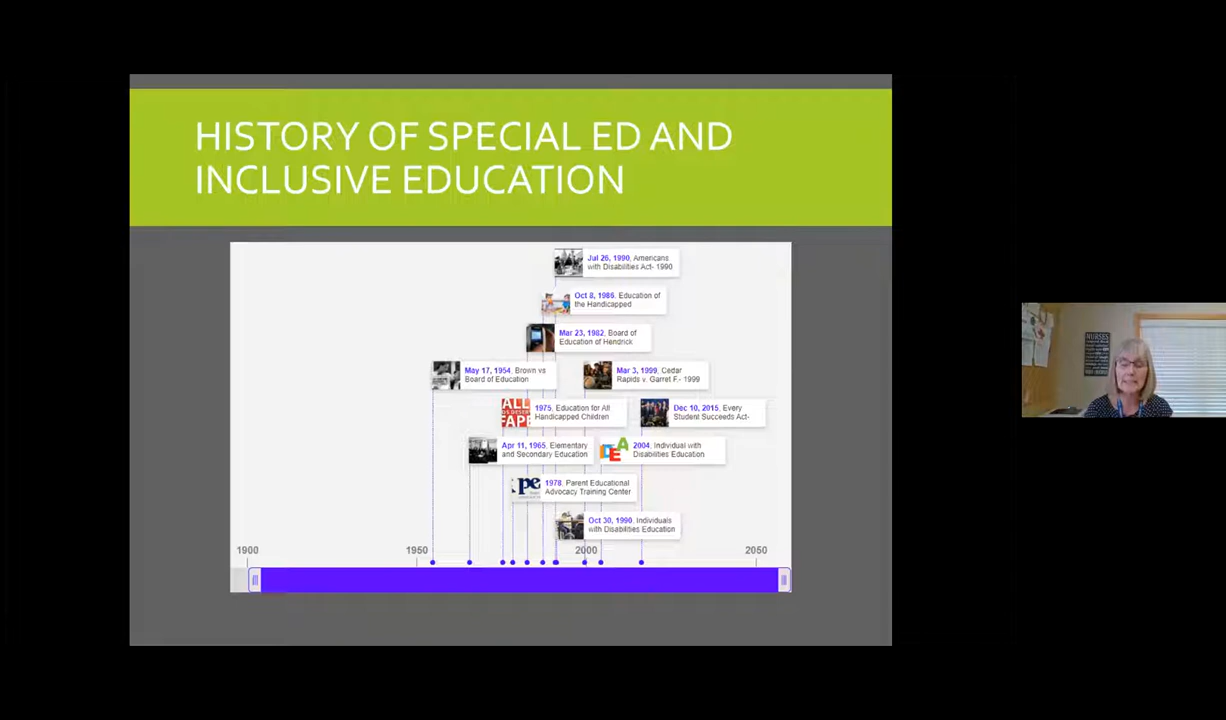 HISTORY OF SPECIAL ED AND
INCLUSIVE EDUCATION
Jul 26, 1990, Americans
with Disabilities Act- 1990
Oct 8, 1986, Education of
the Handicapped
Mar 23, 1982, Board of
Education of Hendrick
May 17, 1954, Brown vs
Board of Education
Mar 3, 1999, Cedar
Rapids v. Garret F.- 1999
ALL
FAPE
1975, Education for All
Handicapped Children
Dec 10, 2015, Every
Student Succeeds Act-
Apr 11, 1965, Elementary
and Secondary Education
IDEA
2004, Individual with
Disabilities Education
pe
1978, Parent Educational
Advocacy Training Center
Oct 30, 1990, Individuals
with Disabilities Education
1900
1950
2000
2050
NURSES